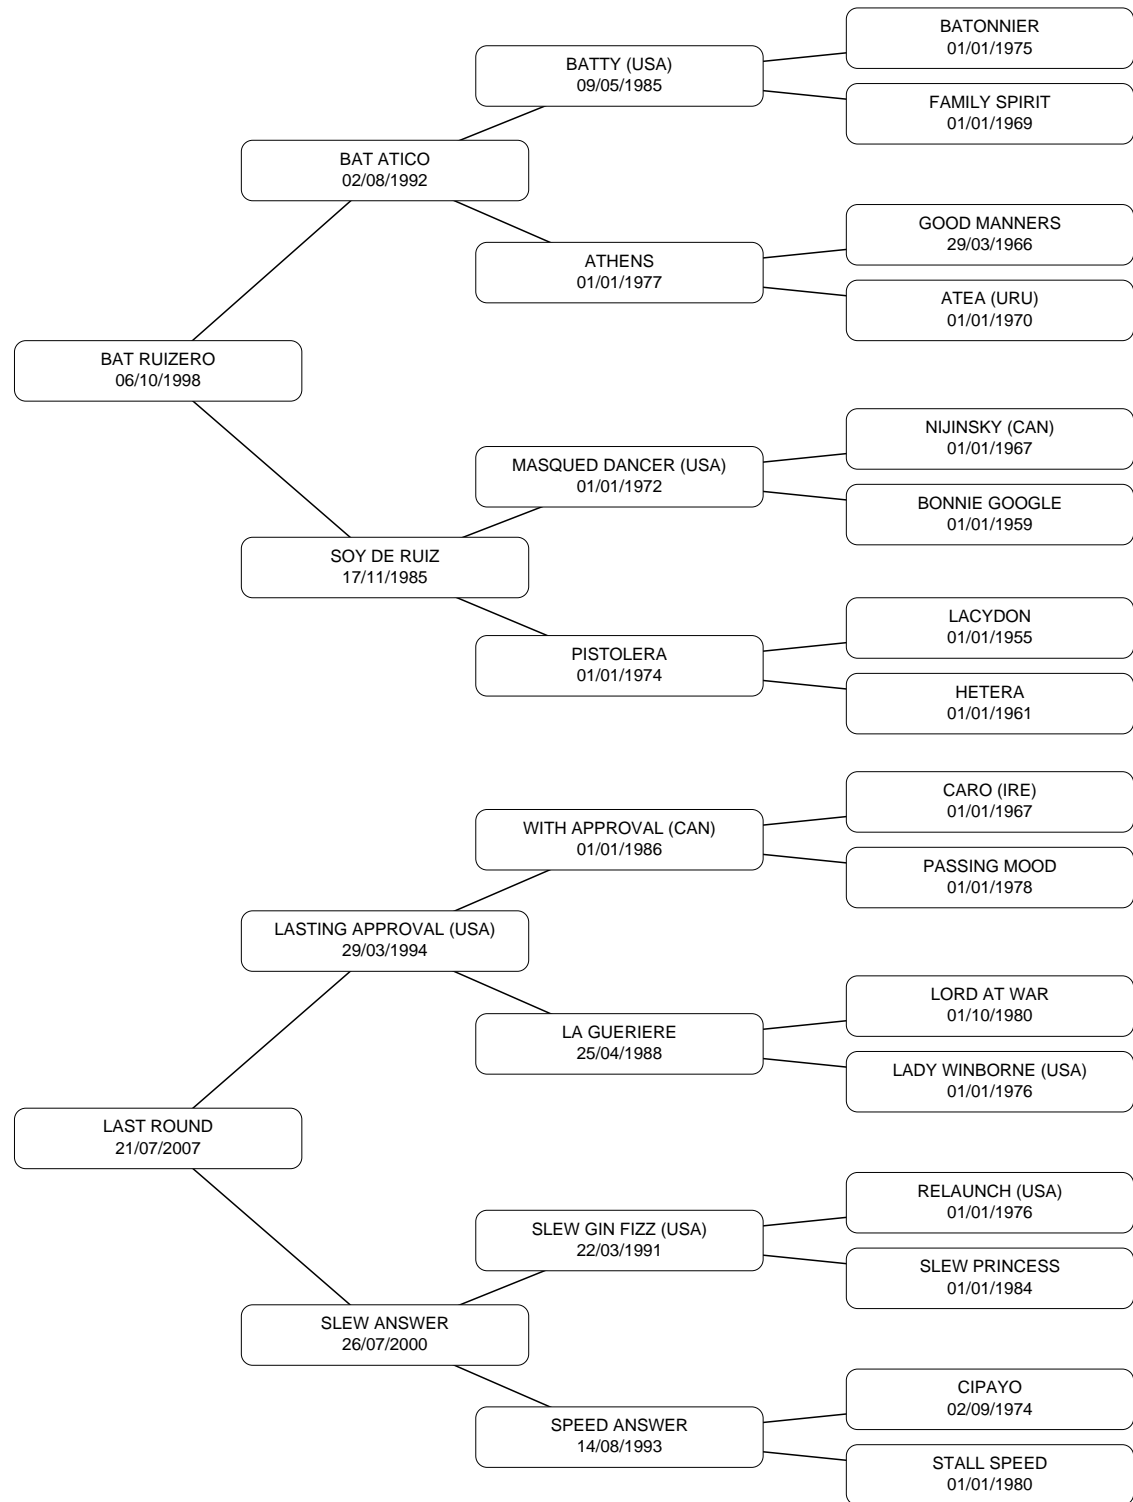 BATONNIER
01/01/1975
BATTY (USA)
09/05/1985
FAMILY SPIRIT
01/01/1969
BAT ATICO
02/08/1992
GOOD MANNERS
29/03/1966
ATHENS
01/01/1977
ATEA (URU)
01/01/1970
BAT RUIZERO
06/10/1998
NIJINSKY (CAN)
01/01/1967
MASQUED DANCER (USA)
01/01/1972
BONNIE GOOGLE
01/01/1959
SOY DE RUIZ
17/11/1985
LACYDON
01/01/1955
PISTOLERA
01/01/1974
HETERA
01/01/1961
CARO (IRE)
01/01/1967
WITH APPROVAL (CAN)
01/01/1986
PASSING MOOD
01/01/1978
LASTING APPROVAL (USA)
29/03/1994
LORD AT WAR
01/10/1980
LA GUERIERE
25/04/1988
LADY WINBORNE (USA)
01/01/1976
LAST ROUND
21/07/2007
RELAUNCH (USA)
01/01/1976
SLEW GIN FIZZ (USA)
22/03/1991
SLEW PRINCESS
01/01/1984
SLEW ANSWER
26/07/2000
CIPAYO
02/09/1974
SPEED ANSWER
14/08/1993
STALL SPEED
01/01/1980